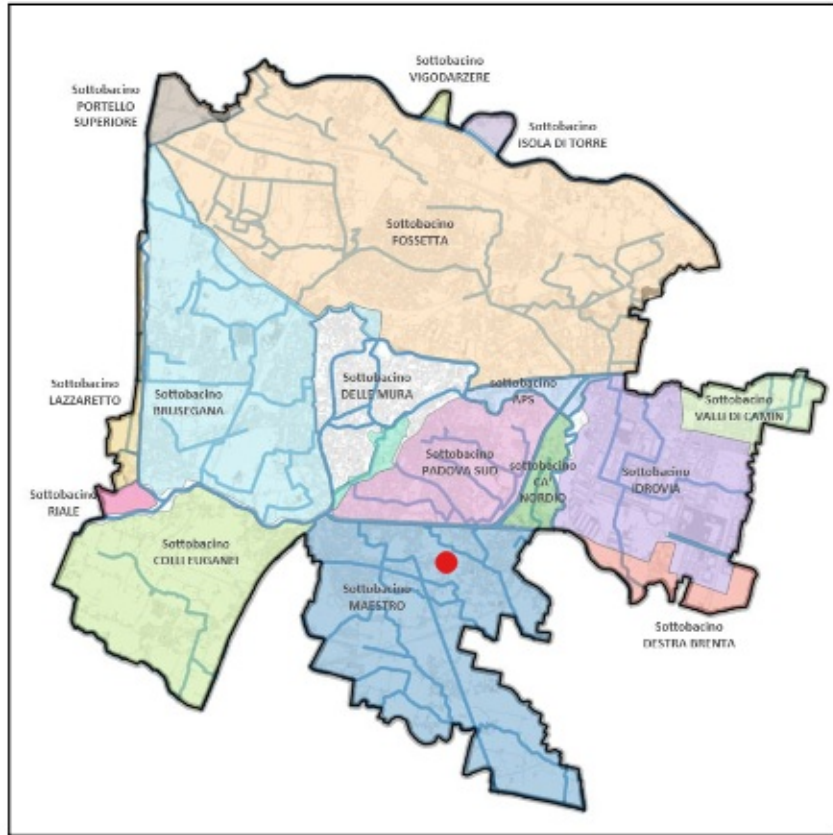 Sottobacino
VIGODARZERE
Sottobacino
PORTELLO
SUPERIORE
Sottobacino
ISOLA DI TORRE
Sottobacino
FOSSETTA
Sottobacino
LAZZARETTO
Sottobacino
BRUSEGANA
Sottobacino
DELLE MURA
sottobacino
APS
Sottobacino
VALLI DI CAMIN
Sottobacino
PADOVA SUD
sottobacino
CA'
NORDIO
Sottobacino
IDROVIA
Sottobacino
RIALE
Sottobacino
COLLI EUGANEI
Sottobacino
MAESTRO
Sottobacino
DESTRA BRENTA